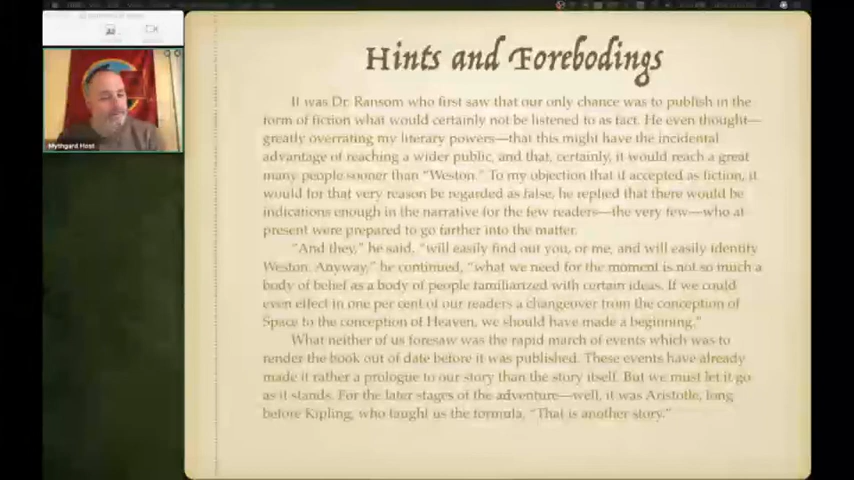 Hints and Forebodings
It was Dr. Ransom who first saw that our only chance was to publish in the
form of fiction what would certainly not be listened to as fact. He even thought—
greatly overrating my literary powers—that this might have the incidental
advantage of reaching a wider public, and that, certainly, it would reach a great
many people sooner than "Weston." To my objection that if accepted as fiction, it
would for that very reason be regarded as false, he replied that there would be
indications enough in the narrative for the few readers—the very few—who at
present were prepared to go farther into the matter.
"And they," he said, "will easily find out you, or me, and will easily identify
Weston. Anyway," he continued, "what we need for the moment is not so much a
body of belief as a body of people familiarized with certain ideas. If we could
even effect in one per cent of our readers a changeover from the conception of
Space to the conception of Heaven, we should have made a beginning."
What neither of us foresaw was the rapid march of events which was to
render the book out of date before it was published. These events have already
made it rather a prologue to our story than the story itself. But we must let it go
as it stands. For the later stages of the adventure—well, it was Aristotle, long
before Kipling, who taught us the formula, "That is another story."
Mythgard Host